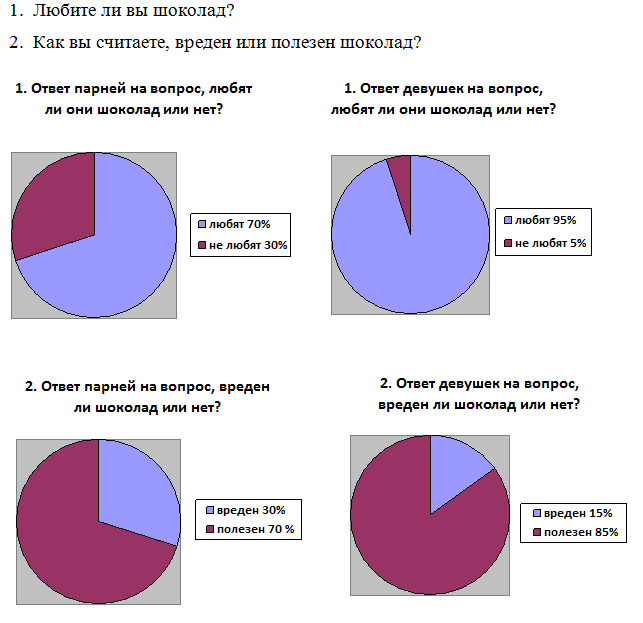 1. Любите ли вы шоколад?
2. Как вы считаете, вреден или полезен шоколад?
1. Ответ парней на вопрос, любят
ли они шоколад или нет?
любят 70%
не любят 30%
1. Ответ девушек на вопрос,
любят ли они шоколад или нет?
любят 95%
не любят 5%
2. Ответ парней на вопрос, вреден
ли шоколад или нет?
вреден 30%
полезен 70 %
2. Ответ девушек на вопрос,
вреден ли шоколад или нет?
вреден 15%
полезен 85%